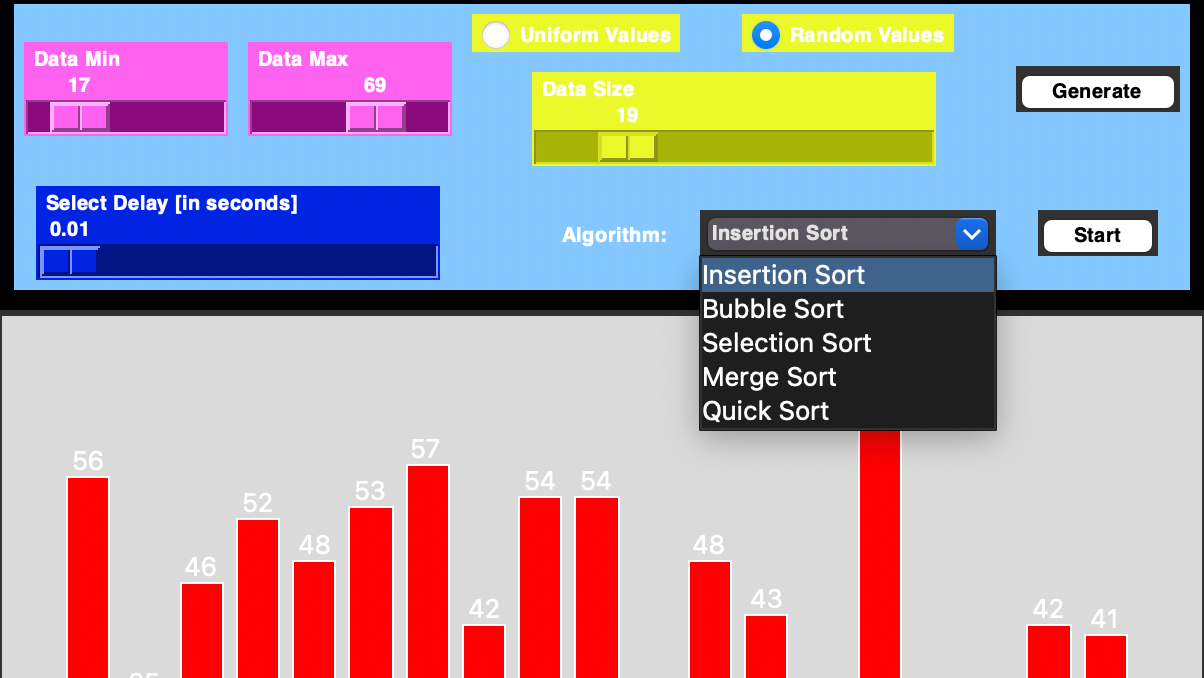 Uniform Values
Random Values
Data Min
17
Data Max
69
Data Size
19
Generate
Select Delay [in seconds]
0.01
Algorithm:
Insertion Sort
Start
Insertion Sort
Bubble Sort
Selection Sort
Merge Sort
Quick Sort
56
46
52
48
53
57
42
54
54
48
43
42
41